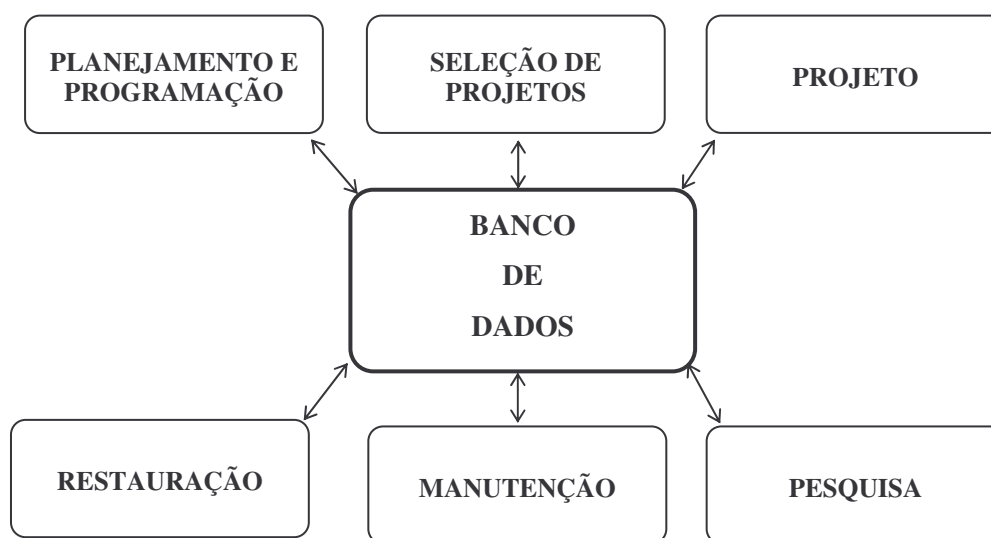 PLANEJAMENTO E
PROGRAMAÇÃO
SELEÇÃO DE
PROJETOS
PROJETO
BANCO
DE
DADOS
RESTAURAÇÃO
MANUTENÇÃO
PESQUISA